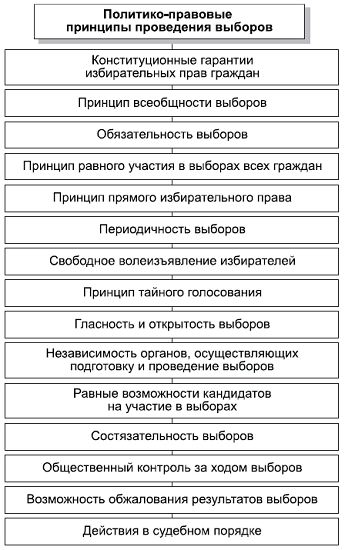 Политико-правовые
принципы проведения выборов
Конституционные гарантии
избирательных прав граждан
Принцип всеобщности выборов
Обязательность выборов
Принцип равного участия в выборах всех граждан
Принцип прямого избирательного права
Периодичность выборов
Свободное волеизъявление избирателей
Принцип тайного голосования
Гласность и открытость выборов
Независимость органов, осуществляющих
подготовку и проведение выборов
Равные возможности кандидатов
на участие в выборах
Состязательность выборов
Общественный контроль за ходом выборов
Возможность обжалования результатов выборов
Действия в судебном порядке